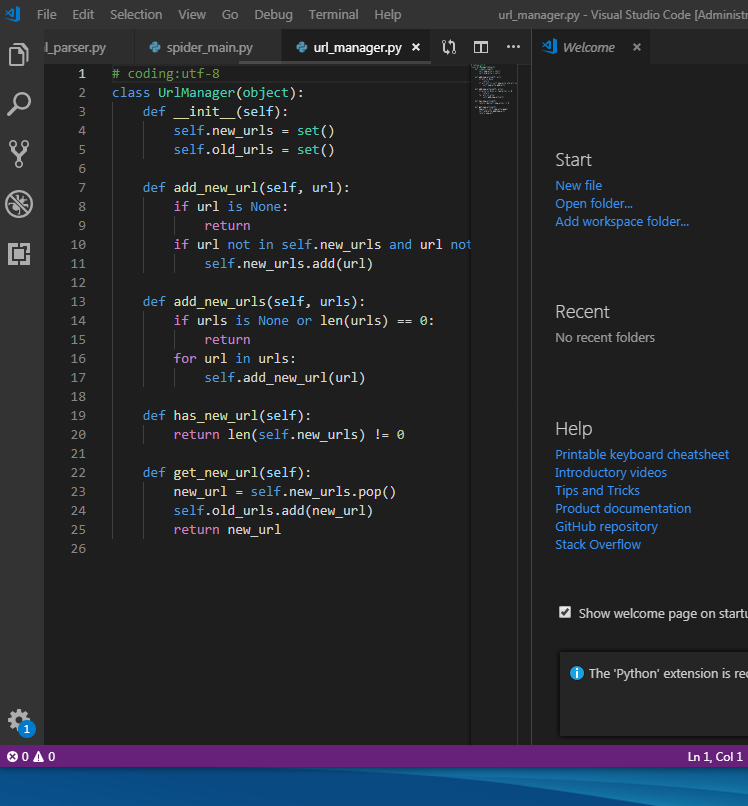 File Edit Selection View Go Debug Terminal Help url_manager.py - Visual Studio Code [Administr
l_parser.py spider_main.py url_manager.py Welcome
1 # coding:utf-8
2 class UrlManager(object):
3 def __init__(self):
4 self.new_urls = set()
5 self.old_urls = set()
6
7 def add_new_url(self, url):
8 if url is None:
9 return
10 if url not in self.new_urls and url not
11 self.new_urls.add(url)
12
13 def add_new_urls(self, urls):
14 if urls is None or len(urls) == 0:
15 return
16 for url in urls:
17 self.add_new_url(url)
18
19 def has_new_url(self):
20 return len(self.new_urls) != 0
21
22 def get_new_url(self):
23 new_url = self.new_urls.pop()
24 self.old_urls.add(new_url)
25 return new_url
26
Start
New file
Open folder...
Add workspace folder...
Recent
No recent folders
Help
Printable keyboard cheatsheet
Introductory videos
Tips and Tricks
Product documentation
GitHub repository
Stack Overflow
Show welcome page on startu
The 'Python' extension is rec
1
0 0 Ln 1, Col 1